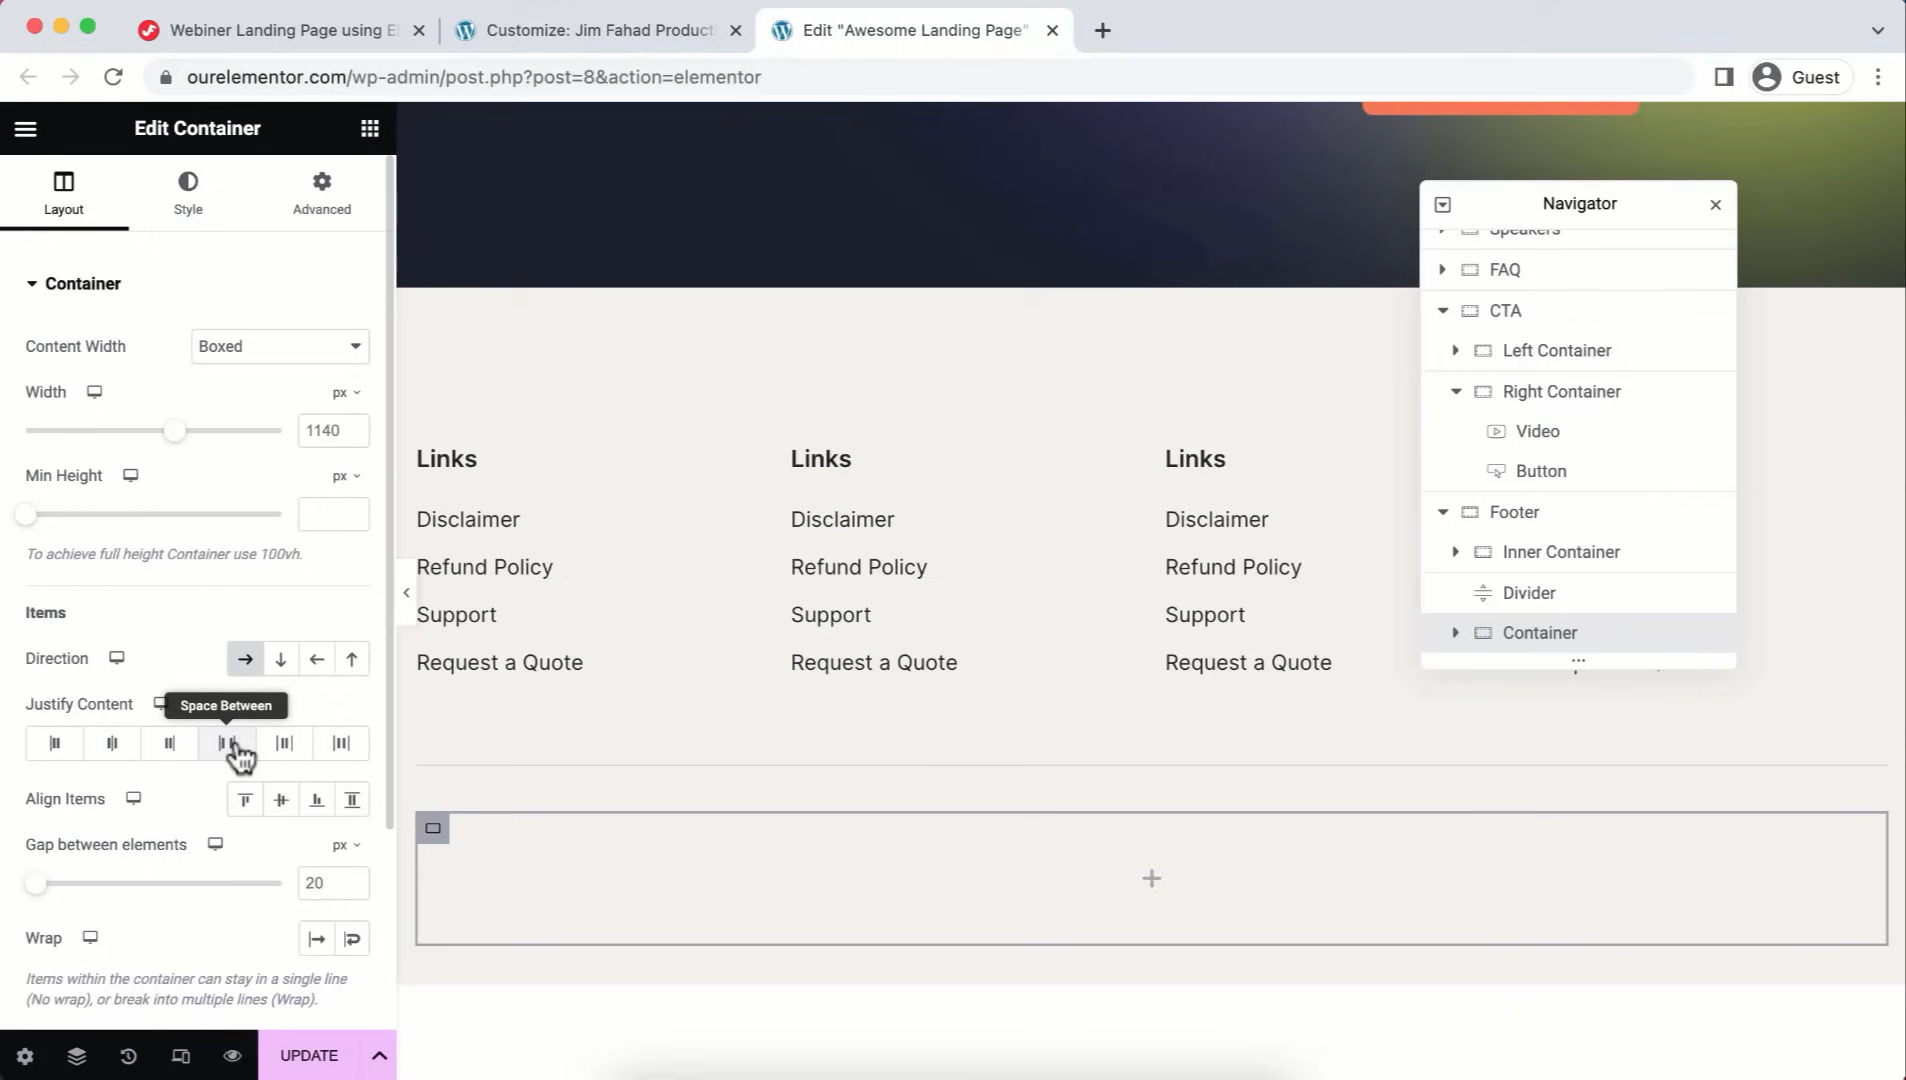 Webiner Landing Page using El
Customize: Jim Fahad Product
Edit "Awesome Landing Page"
ourelementor.com/wp-admin/post.php?post=8&action=elementor
Guest
Edit Container
Layout
Style
Advanced
Container
Content Width
Boxed
Width
px
1140
Min Height
px
To achieve full height Container use 100vh.
Items
Direction
Justify Content
Space Between
Align Items
Gap between elements
px
20
Wrap
Items within the container can stay in a single line
(No wrap), or break into multiple lines (Wrap).
UPDATE
Links
Disclaimer
Refund Policy
Support
Request a Quote
Links
Disclaimer
Refund Policy
Support
Request a Quote
Links
Disclaimer
Refund Policy
Support
Request a Quote
Navigator
Speakers
FAQ
CTA
Left Container
Right Container
Video
Button
Footer
Inner Container
Divider
Container